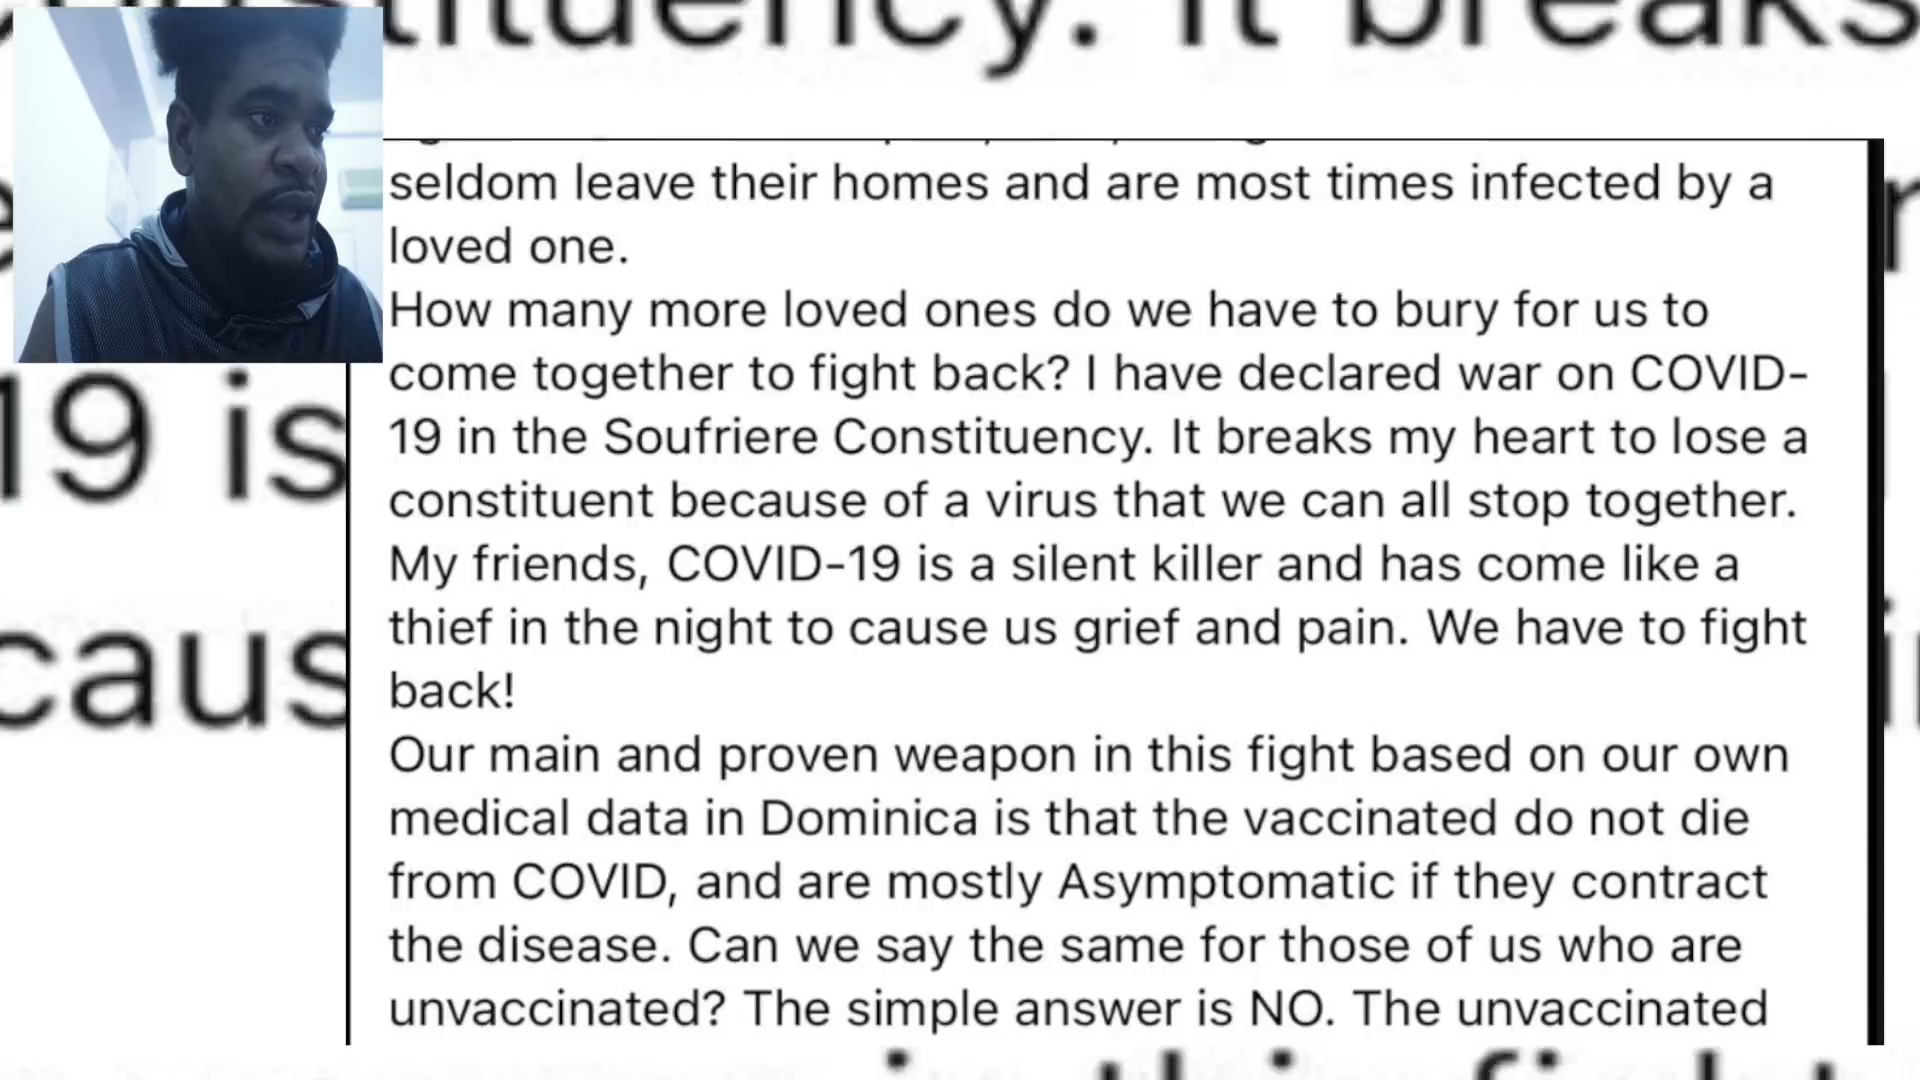 stituency. It breaks
seldom leave their homes and are most times infected by a
loved one.
How many more loved ones do we have to bury for us to
come together to fight back? I have declared war on COVID-
19 in the Soufriere Constituency. It breaks my heart to lose a
constituent because of a virus that we can all stop together.
My friends, COVID-19 is a silent killer and has come like a
thief in the night to cause us grief and pain. We have to fight
back!
Our main and proven weapon in this fight based on our own
medical data in Dominica is that the vaccinated do not die
from COVID, and are mostly Asymptomatic if they contract
the disease. Can we say the same for those of us who are
unvaccinated? The simple answer is NO. The unvaccinated
19 is
caus